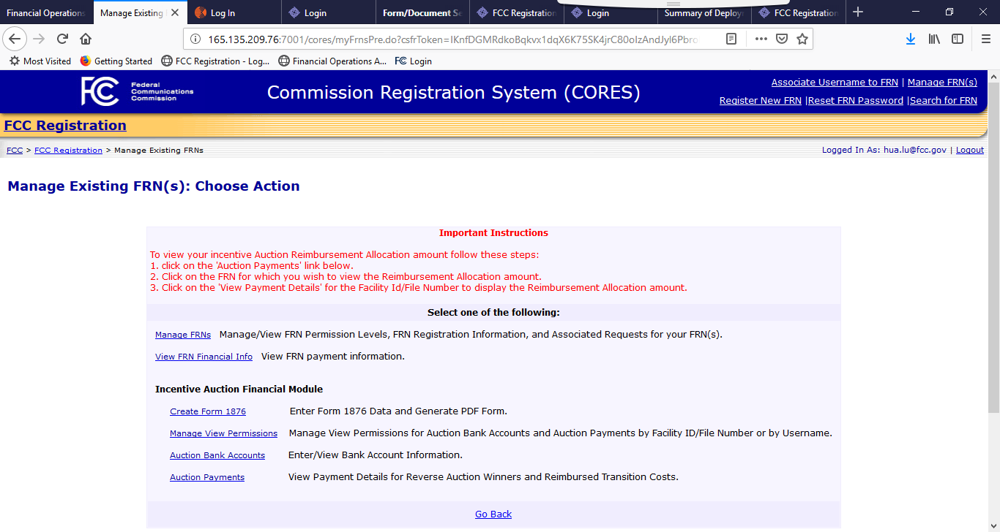 Financial Operations
Manage Existing
Log In
Login
Form/Document Se
FCC Registration
Login
Summary of Deploy
FCC Registration
165.135.209.76:7001/cores/myFrnsPre.do?csfrToken=IKnfDGMRdkoBqkvx1dqX6K75SK4jrC80oIzAndJyl6Pbro
Most Visited
Getting Started
FCC Registration - Log...
Financial Operations A...
FC Login
FCC
Federal
Communications
Commission
Commission Registration System (CORES)
Associate Username to FRN | Manage FRN(s)
Register New FRN |Reset FRN Password |Search for FRN
FCC Registration
FCC > FCC Registration > Manage Existing FRNs
Logged In As: hua.lu@fcc.gov | Logout
Manage Existing FRN(s): Choose Action
Important Instructions
To view your incentive Auction Reimbursement Allocation amount follow these steps:
1. click on the 'Auction Payments' link below.
2. Click on the FRN for which you wish to view the Reimbursement Allocation amount.
3. Click on the 'View Payment Details' for the Facility Id/File Number to display the Reimbursement Allocation amount.
Select one of the following:
Manage FRNs Manage/View FRN Permission Levels, FRN Registration Information, and Associated Requests for your FRN(s).
View FRN Financial Info View FRN payment information.
Incentive Auction Financial Module
Create Form 1876 Enter Form 1876 Data and Generate PDF Form.
Manage View Permissions Manage View Permissions for Auction Bank Accounts and Auction Payments by Facility ID/File Number or by Username.
Auction Bank Accounts Enter/View Bank Account Information.
Auction Payments View Payment Details for Reverse Auction Winners and Reimbursed Transition Costs.
Go Back